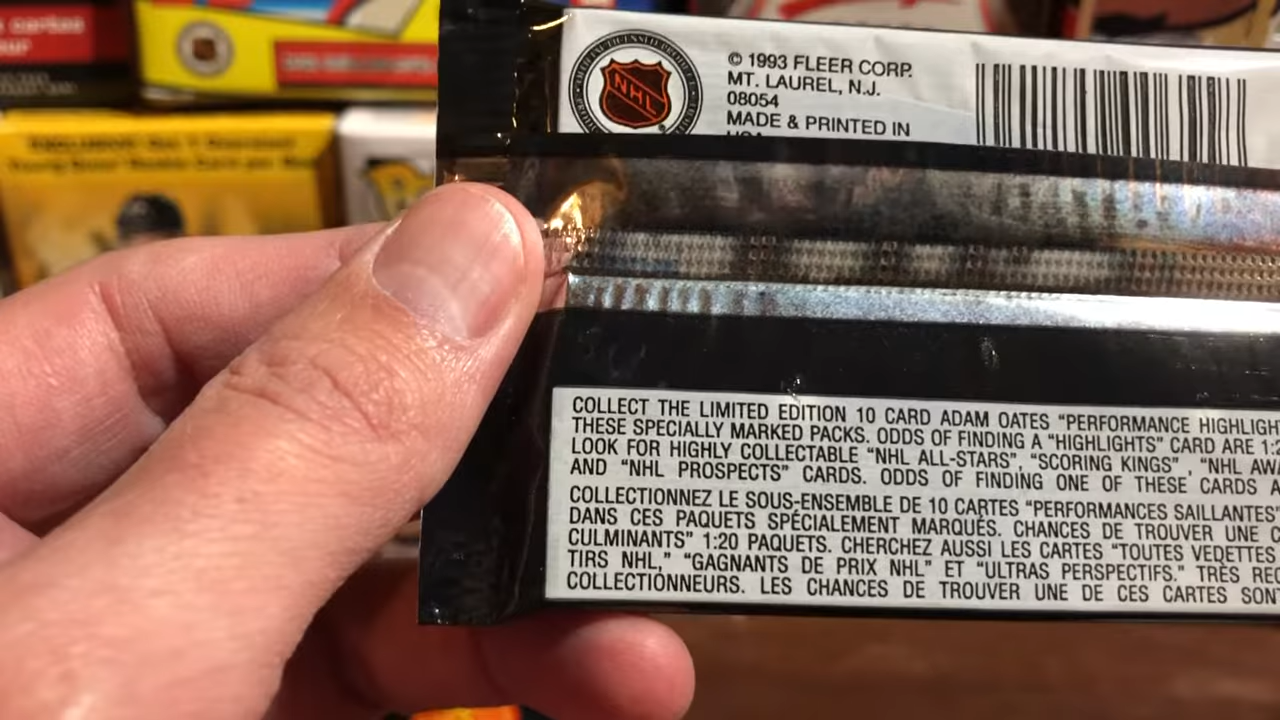 NHL
© 1993 FLEER CORP.
MT. LAUREL, N.J.
08054
MADE & PRINTED IN
COLLECT THE LIMITED EDITION 10 CARD ADAM OATES "PERFORMANCE HIGHLIGHT
THESE SPECIALLY MARKED PACKS. ODDS OF FINDING A "HIGHLIGHTS" CARD ARE 1:2
LOOK FOR HIGHLY COLLECTABLE "NHL ALL-STARS", "SCORING KINGS", "NHL AWA
AND "NHL PROSPECTS" CARDS. ODDS OF FINDING ONE OF THESE CARDS A
COLLECTIONNEZ LE SOUS-ENSEMBLE DE 10 CARTES "PERFORMANCES SAILLANTES"
DANS CES PAQUETS SPÉCIALEMENT MARQUÉS. CHANCES DE TROUVER UNE C
CULMINANTS" 1:20 PAQUETS. CHERCHEZ AUSSI LES CARTES "TOUTES VEDETTES
TIRS NHL," "GAGNANTS DE PRIX NHL" ET "ULTRAS PERSPECTIFS." TRÈS REC
COLLECTIONNEURS. LES CHANCES DE TROUVER UNE DE CES CARTES SONT